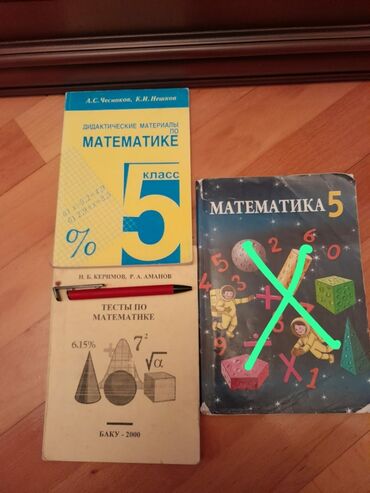 А.С. Чесноков, К.И. Нешков
ДИДАКТИЧЕСКИЕ МАТЕРИАЛЫ
ПО
МАТЕМАТИКЕ
КЛАСС
5
%
МАТЕМАТИКА 5
Н. Б. КЕРИМОВ, Р. А. АМАНОВ
ТЕСТЫ ПО
МАТЕМАТИКЕ
6.15%
7²
√α
БАКУ - 2000